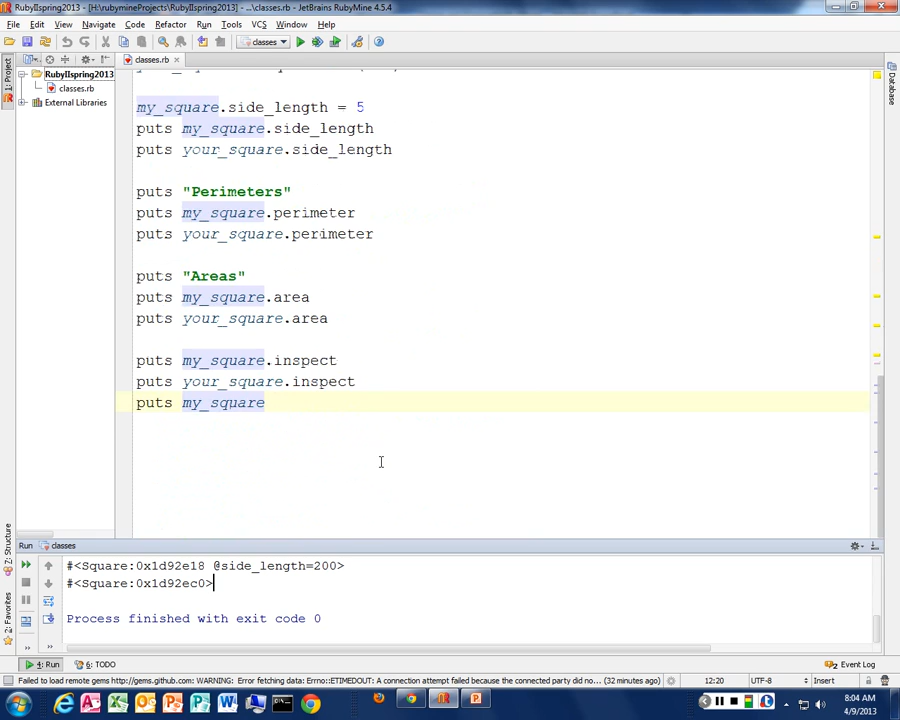 RubyIIspring2013 - [H:\rubymineProjects\RubyIIspring2013] - ...\classes.rb - JetBrains RubyMine 4.5.4
File Edit View Navigate Code Refactor Run Tools VCS Window Help
classes
1: Project
RubyIIspring2013
classes.rb
External Libraries
classes.rb
Database
my_square.side_length = 5
puts my_square.side_length
puts your_square.side_length
puts "Perimeters"
puts my_square.perimeter
puts your_square.perimeter
puts "Areas"
puts my_square.area
puts your_square.area
puts my_square.inspect
puts your_square.inspect
puts my_square
Z: Structure
2: Favorites
Run classes
#<Square:0x1d92e18 @side_length=200>
#<Square:0x1d92ec0>
Process finished with exit code 0
4: Run 6: TODO Event Log
Failed to load remote gems http://gems.github.com: WARNING: Error fetching data: Errno::ETIMEDOUT: A connection attempt failed because the connected party did no... (32 minutes ago) 12:20 UTF-8 Insert
8:04 AM
4/9/2013